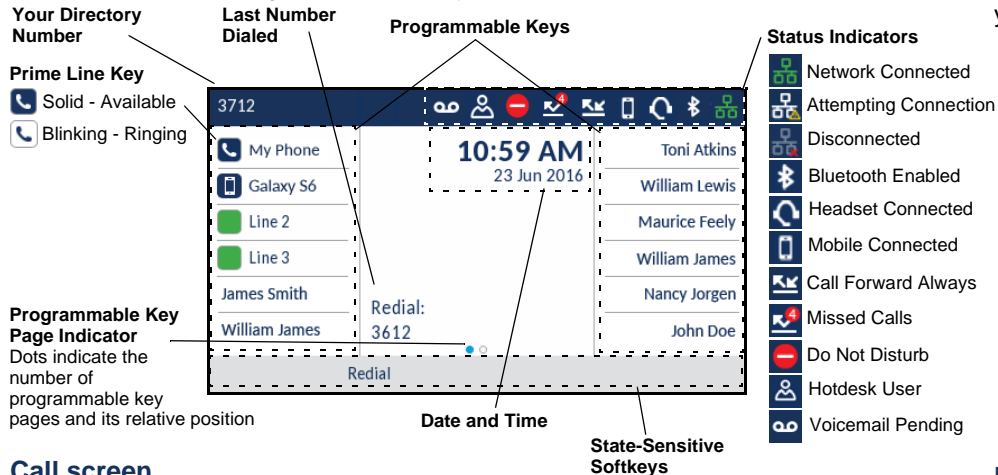 Your Directory
Number
Last Number
Dialed
Programmable Keys
Status Indicators
Prime Line Key
Solid - Available
Blinking - Ringing
3712
4
My Phone
Galaxy S6
Line 2
Line 3
James Smith
William James
10:59 AM
23 Jun 2016
Redial:
3612
Toni Atkins
William Lewis
Maurice Feely
William James
Nancy Jorgen
John Doe
Redial
Network Connected
Attempting Connection
Disconnected
Bluetooth Enabled
Headset Connected
Mobile Connected
Call Forward Always
4
Missed Calls
Do Not Disturb
Hotdesk User
Voicemail Pending
Programmable Key
Page Indicator
Dots indicate the
number of
programmable key
pages and its relative position
Date and Time
State-Sensitive
Softkeys
Call screen